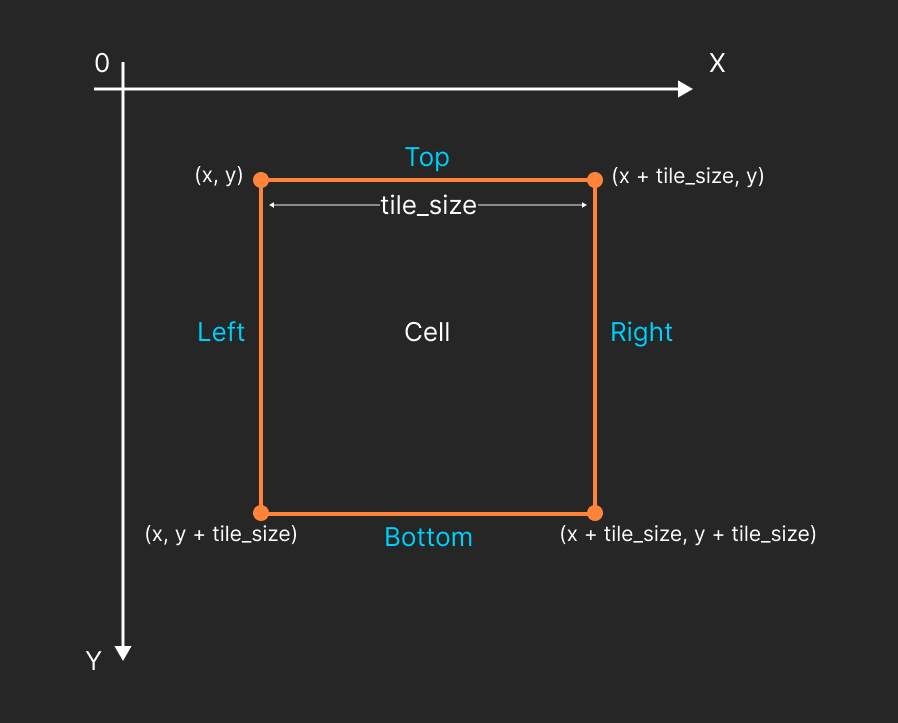 0
X
Top
(x, y)
(x + tile_size, y)
tile_size
Left
Cell
Right
(x, y + tile_size)
Bottom
(x + tile_size, y + tile_size)
Y